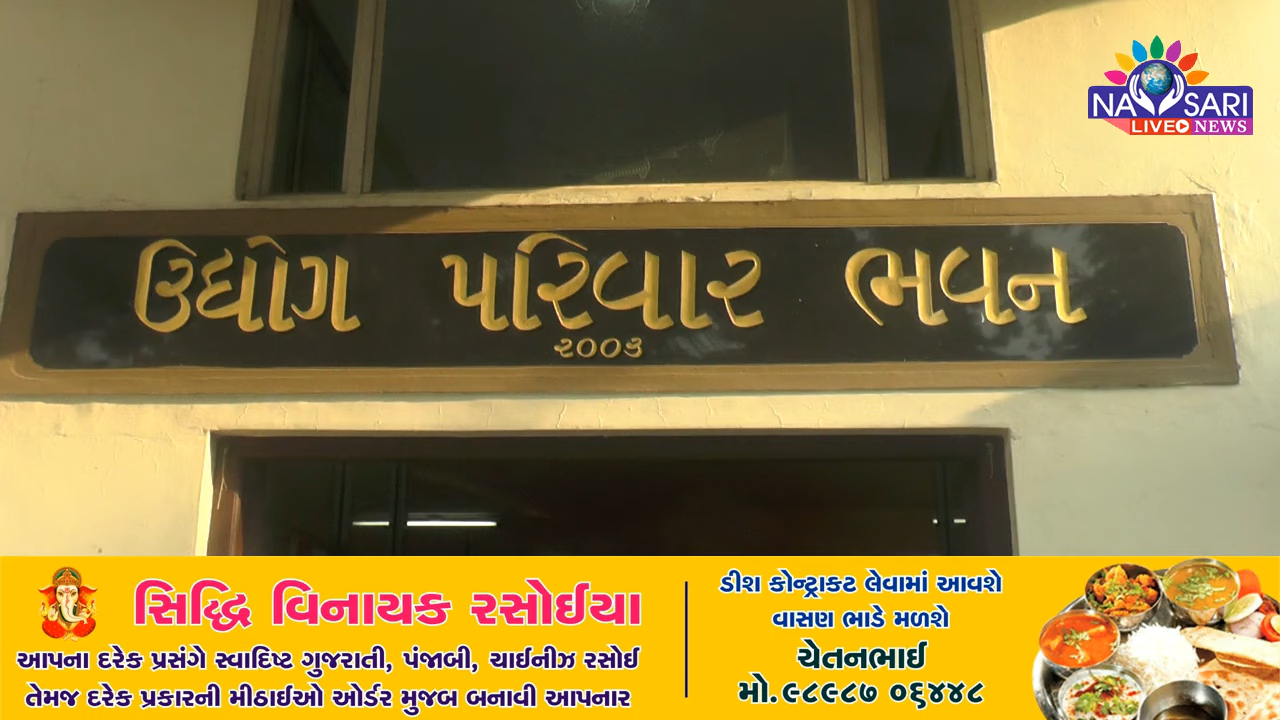 NAVSARI
LIVE NEWS
ઉદ્યોગ પરિવાર ભવન
૨૦૦૩
સિદ્ધિ વિનાયક રસોઈયા
આપના દરેક પ્રસંગે સ્વાદિષ્ટ ગુજરાતી, પંજાબી, ચાઈનીઝ રસોઈ
તેમજ દરેક પ્રકારની મીઠાઈઓ ઓર્ડર મુજબ બનાવી આપનાર
ડીશ કોન્ટ્રાકટ લેવામાં આવશે
વાસણ ભાડે મળશે
ચેતનભાઈ
મો.૯૮૯૮૭ ૦૬૪૪૮